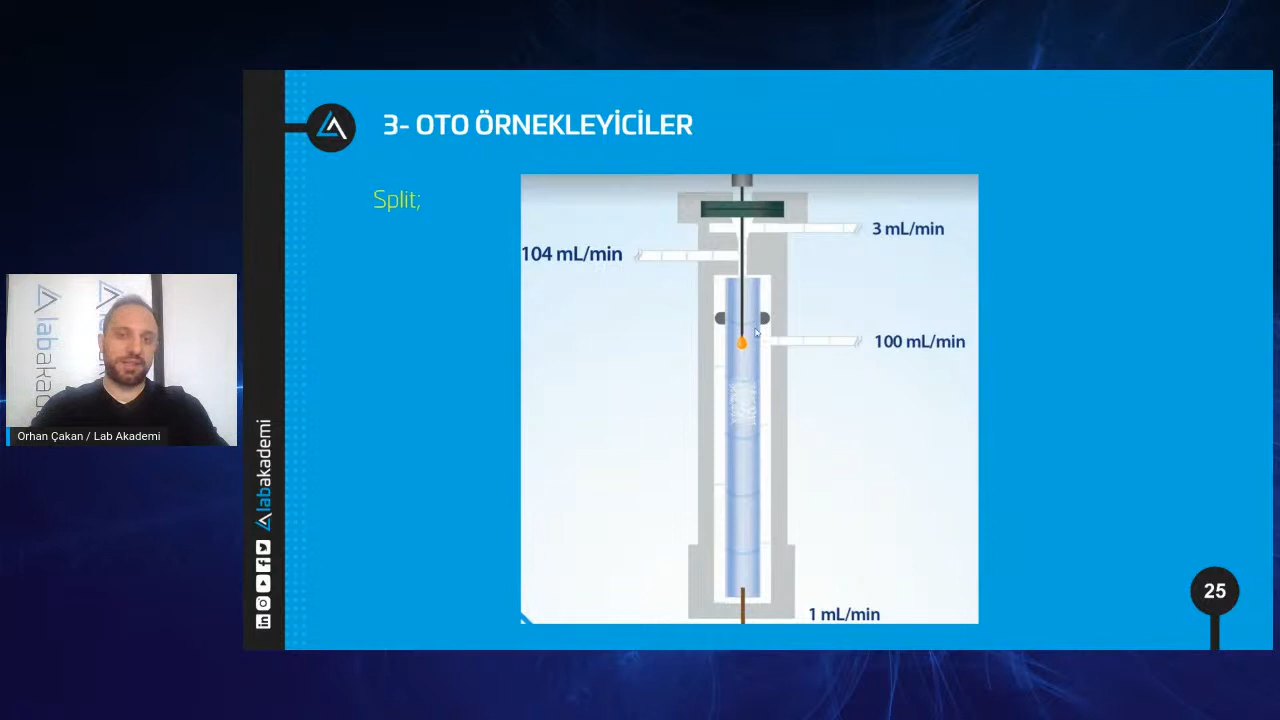 3- OTO ÖRNEKLEYİCİLER
Split;
3 mL/min
104 mL/min
100 mL/min
1 mL/min
25
labakademi
labakad
Orhan Çakan / Lab Akademi